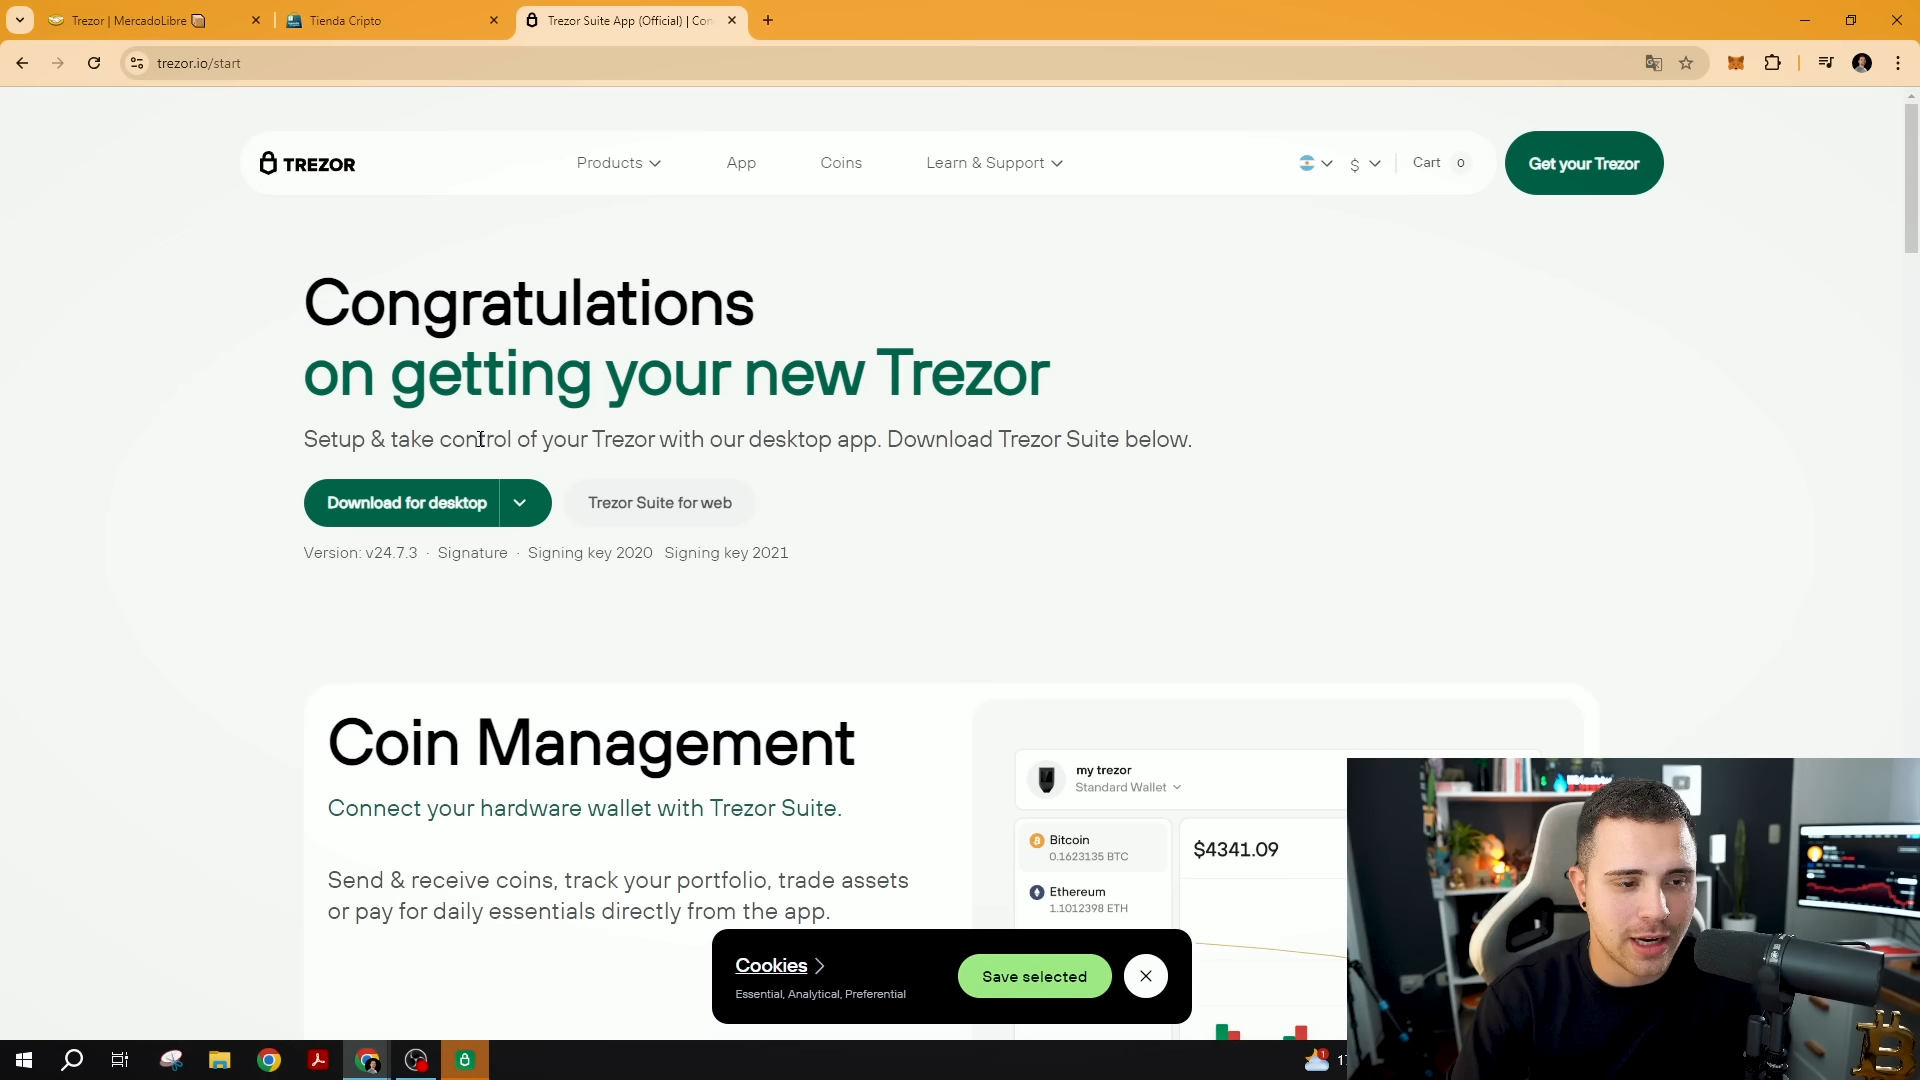 Trezor | MercadoLibre
Tienda Cripto
Trezor Suite App (Official) | Con
trezor.io/start
TREZOR
Products
App
Coins
Learn & Support
$
Cart 0
Get your Trezor
Congratulations
on getting your new Trezor
Setup & take control of your Trezor with our desktop app. Download Trezor Suite below.
Download for desktop
Trezor Suite for web
Version: v24.7.3 · Signature · Signing key 2020 Signing key 2021
Coin Management
Connect your hardware wallet with Trezor Suite.
Send & receive coins, track your portfolio, trade assets
or pay for daily essentials directly from the app.
my trezor
Standard Wallet
Bitcoin
0.1623135 BTC
$4341.09
Ethereum
1.1012398 ETH
Cookies
Essential, Analytical, Preferential
Save selected
1